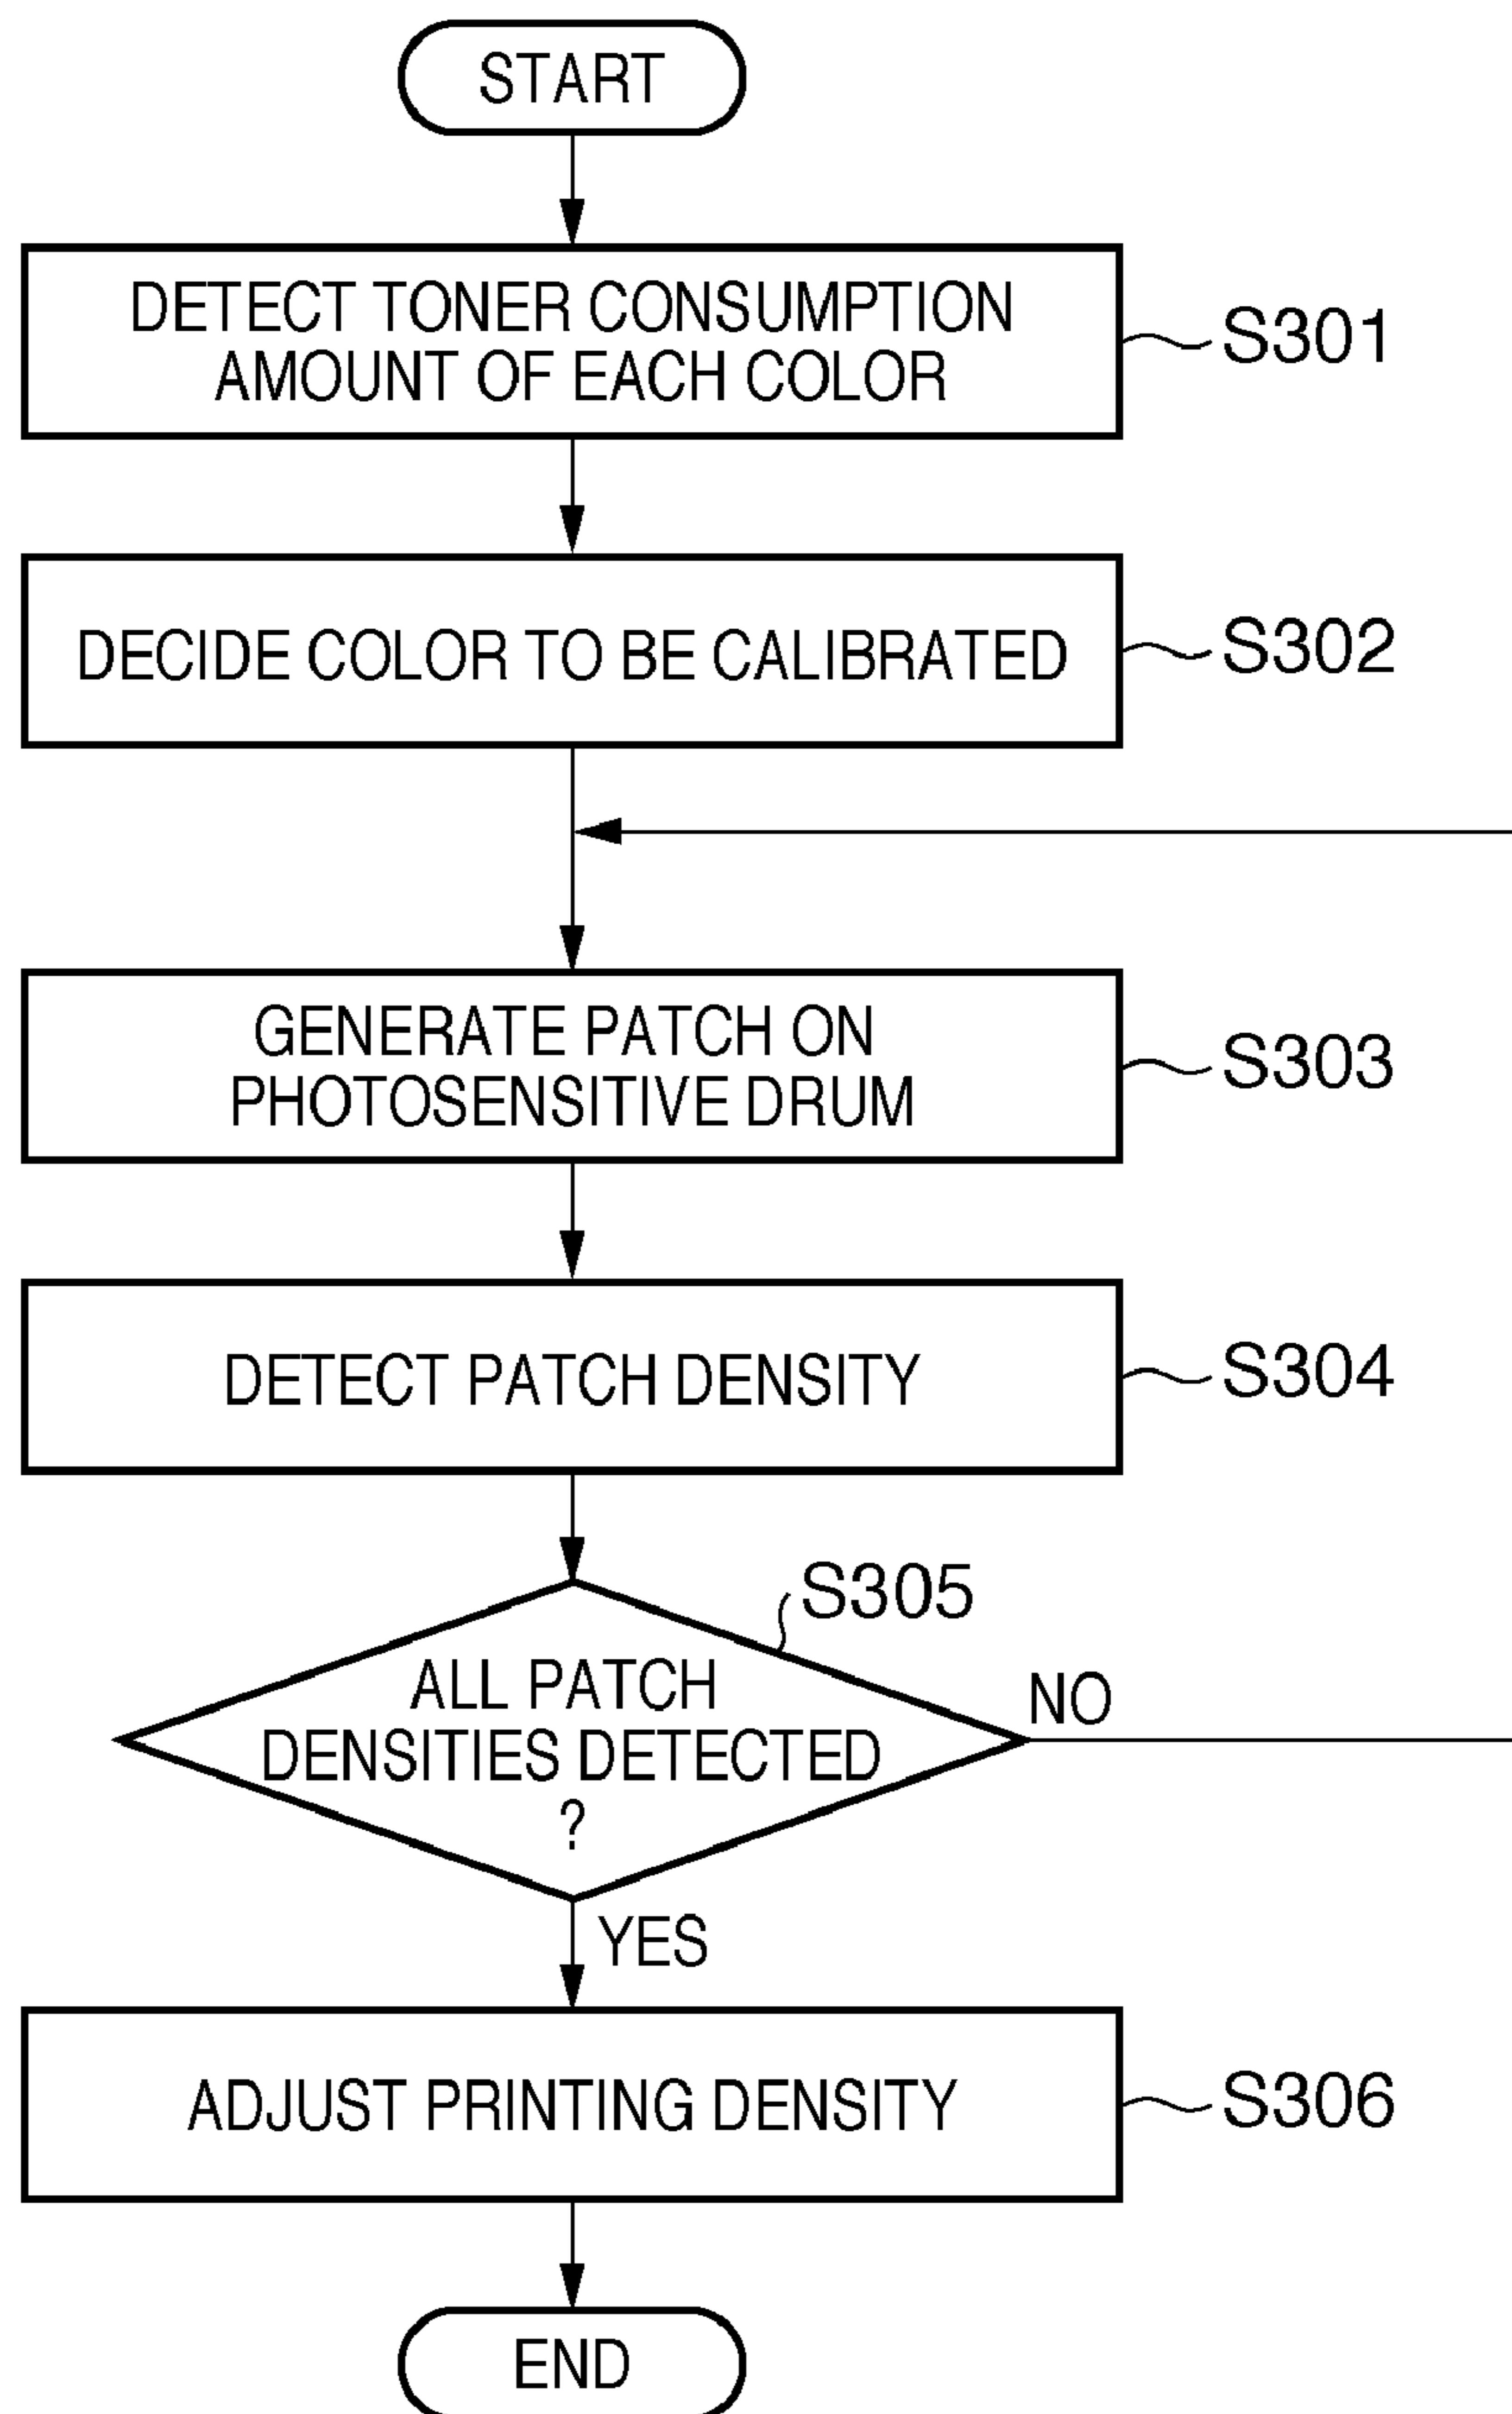 START
DETECT TONER CONSUMPTION
AMOUNT OF EACH COLOR
S301
DECIDE COLOR TO BE CALIBRATED
S302
GENERATE PATCH ON
PHOTOSENSITIVE DRUM
S303
DETECT PATCH DENSITY
S304
S305
ALL PATCH
DENSITIES DETECTED
?
NO
YES
ADJUST PRINTING DENSITY
S306
END